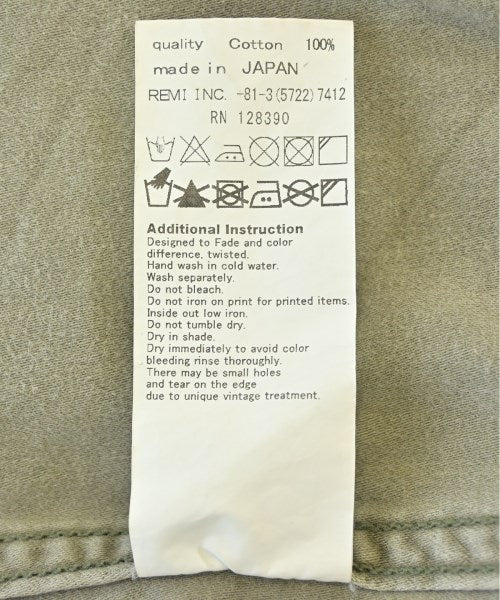 quality Cotton 100%
made in JAPAN
REMI INC. -81-3(5722)7412
RN 128390
Additional Instruction
Designed to Fade and color
difference, twisted.
Hand wash in cold water.
Wash separately.
Do not bleach.
Do not iron on print for printed items.
Inside out low iron.
Do not tumble dry.
Dry in shade.
Dry immediately to avoid color
bleeding rinse thoroughly.
There may be small holes
and tear on the edge
due to unique vintage treatment.